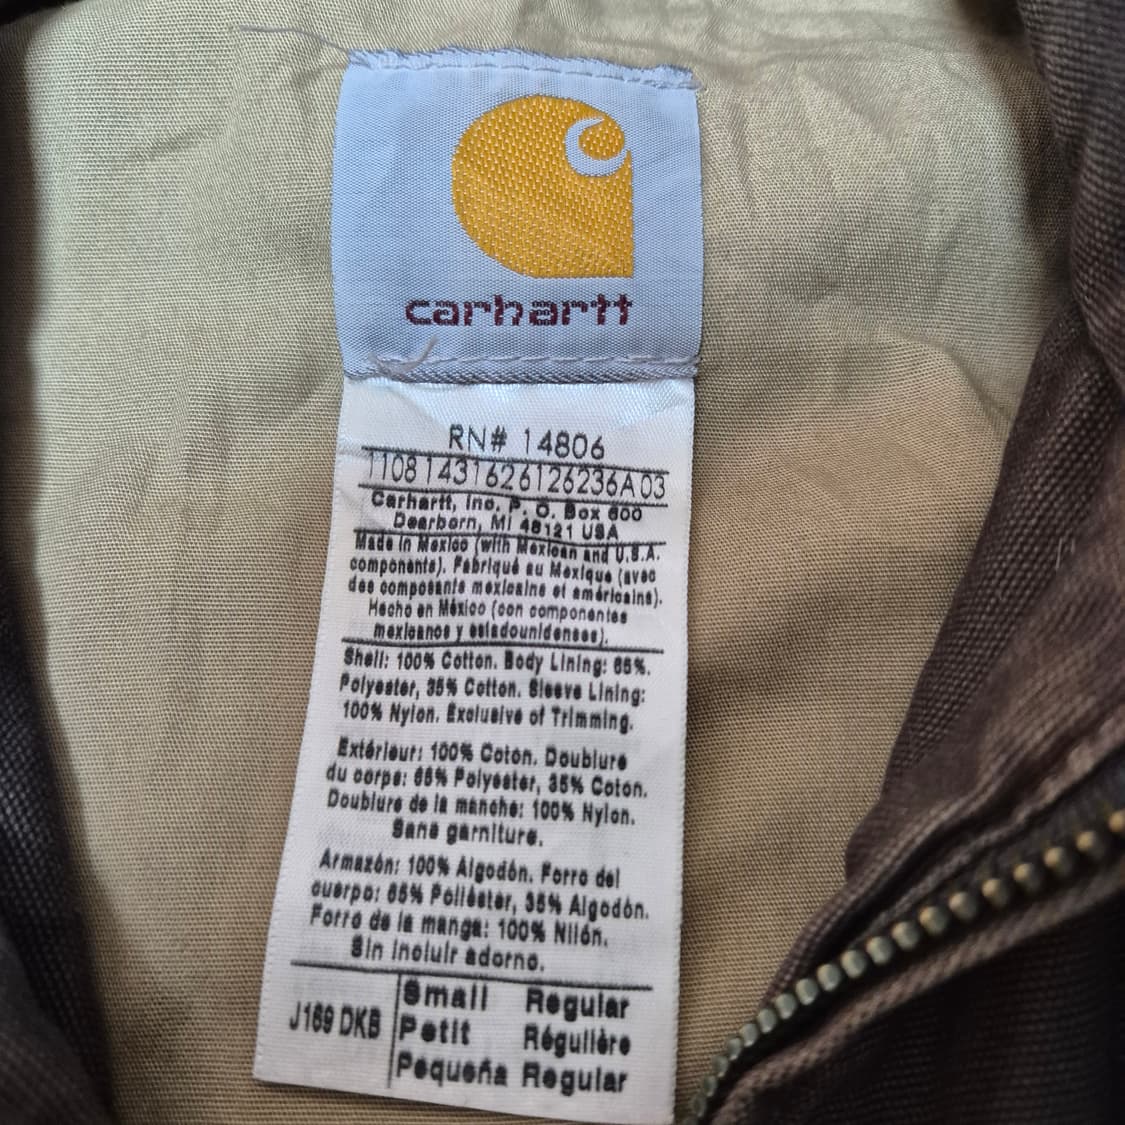 carhartt
RN# 14806
11081431626126236A03
Carhartt, Inc. P. O. Box 600
Dearborn, MI 48121 USA
Made in Mexico (with Mexican and U.S.A.
components). Fabriqué au Mexique (avec
des composants mexicains et américains).
Hecho en México (con componentes
mexicanos y estadounidenses).
Shell: 100% Cotton. Body Lining: 65%.
Polyester, 35% Cotton. Sleeve Lining:
100% Nylon. Exclusive of Trimming.
Extérieur: 100% Coton. Doublure
du corps: 65% Polyester, 35% Coton.
Doublure de la manche: 100% Nylon.
Sans garniture.
Armazón: 100% Algodón. Forro del
cuerpo: 65% Poliéster, 35% Algodón.
Forro de la manga: 100% Nilón.
Sin incluir adorno.
J169 DKB
Small Regular
Petit Régulière
Pequeña Regular